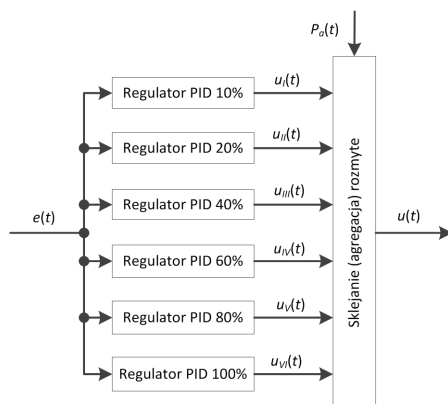 Pₐ(t)
Regulator PID 10%
u_I(t)
Regulator PID 20%
u_II(t)
Regulator PID 40%
u_III(t)
e(t)
Regulator PID 60%
u_IV(t)
Regulator PID 80%
u_V(t)
Regulator PID 100%
u_VI(t)
Sklejanie (agregacja) rozmyte
u(t)